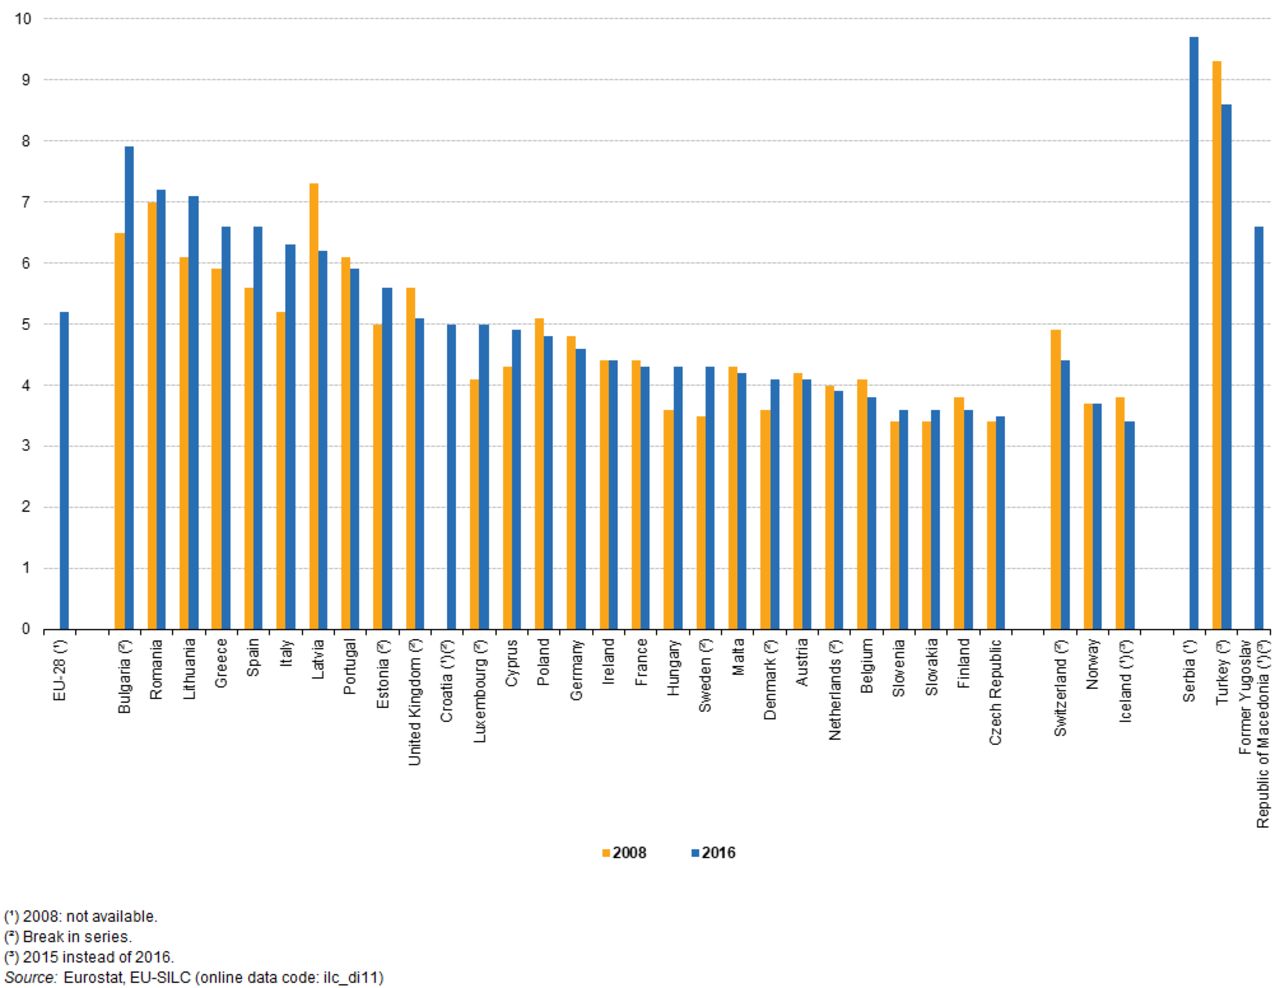 10
9
8
7
6
5
4
3
2
1
0
EU-28 (¹)
Bulgaria (²)
Romania
Lithuania
Greece
Spain
Italy
Latvia
Portugal
Estonia (²)
United Kingdom (²)
Croatia (¹)(²)
Luxembourg (²)
Cyprus
Poland
Germany
Ireland
France
Hungary
Sweden (²)
Malta
Denmark (²)
Austria
Netherlands (²)
Belgium
Slovenia
Slovakia
Finland
Czech Republic
Switzerland (²)
Norway
Iceland (¹)(³)
Serbia (¹)
Turkey (³)
Former Yugoslav
Republic of Macedonia (¹)(³)
2008
2016
(¹) 2008: not available.
(²) Break in series.
(³) 2015 instead of 2016.
Source: Eurostat, EU-SILC (online data code: ilc_di11)